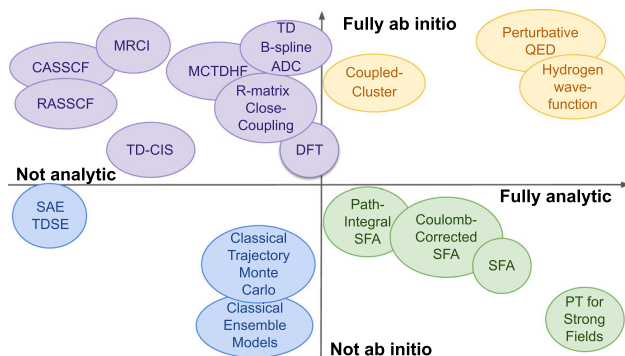 Fully ab initio
TD
B-spline
ADC
MRCI
CASSCF
RASSCF
MCTDHF
R-matrix
Close-
Coupling
TD-CIS
DFT
Coupled-
Cluster
Perturbative
QED
Hydrogen
wave-
function
Not analytic
Fully analytic
SAE
TDSE
Classical
Trajectory
Monte
Carlo
Classical
Ensemble
Models
Path-
Integral
SFA
Coulomb-
Corrected
SFA
SFA
PT for
Strong
Fields
Not ab initio